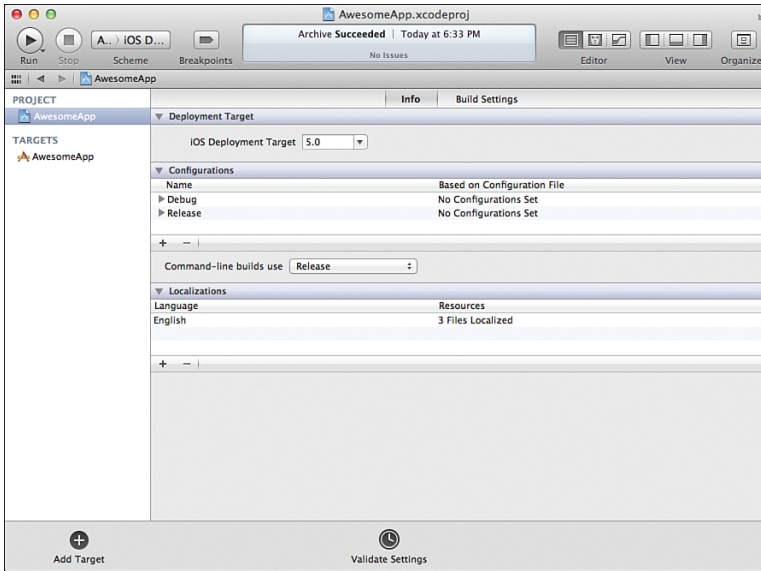 AwesomeApp.xcodeproj
A.. iOS D...
Archive Succeeded | Today at 6:33 PM
No Issues
Run Stop Scheme Breakpoints Editor View Organize
AwesomeApp
PROJECT
AwesomeApp
TARGETS
AwesomeApp
Info Build Settings
Deployment Target
iOS Deployment Target 5.0
Configurations
Name Based on Configuration File
Debug No Configurations Set
Release No Configurations Set
+ −
Command-line builds use Release
Localizations
Language Resources
English 3 Files Localized
+ −
Add Target Validate Settings